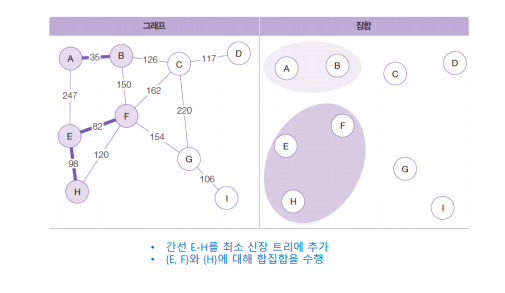 그래프 집합
A 35 B 126 C 117 D
247 150 162
E 82 F 220
98 120 154
H G 106 I
A B C D
E F
H G I
• 간선 E-H를 최소 신장 트리에 추가
• (E, F)와 (H)에 대해 합집합을 수행